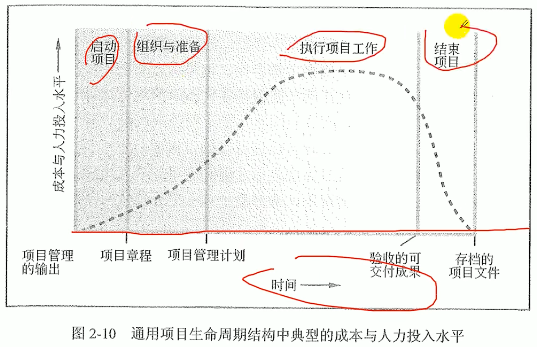 启动
项目
组织与准备
执行项目工作
结束
项目
成本与人力投入水平
项目管理
的输出
项目章程
项目管理计划
验收的可
交付成果
存档的
项目文件
时间
图 2-10 通用项目生命周期结构中典型的成本与人力投入水平